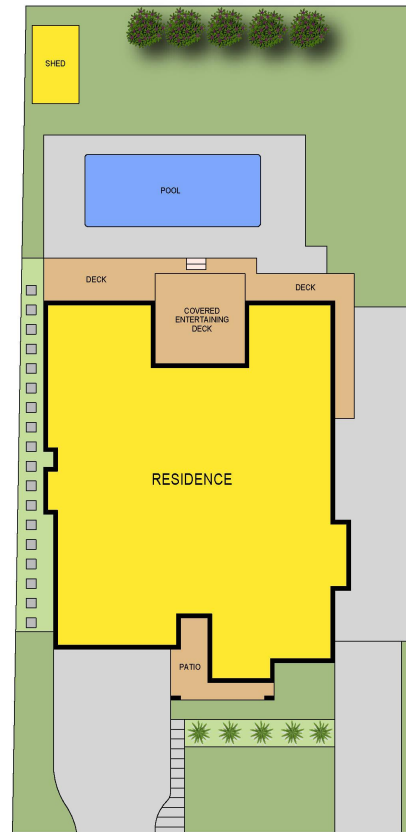 SHED
POOL
DECK
COVERED
ENTERTAINING
DECK
DECK
RESIDENCE
PATIO